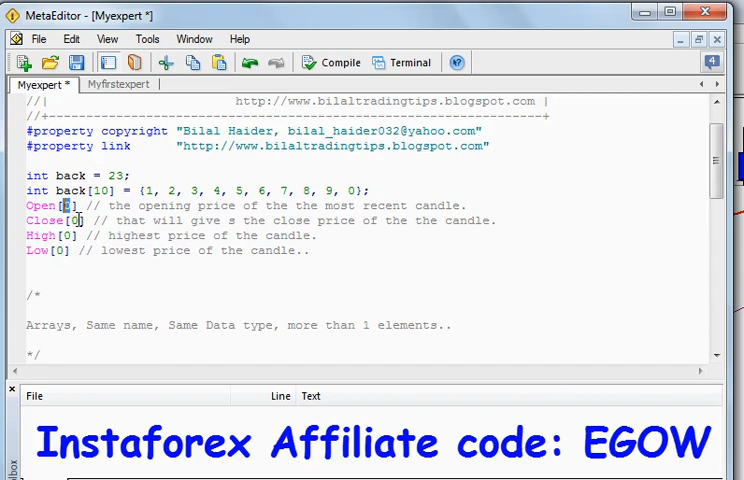 MetaEditor - [Myexpert *]
File Edit View Tools Window Help
Compile Terminal 4
Myexpert * Myfirstexpert
//| http://www.bilaltradingtips.blogspot.com |
//+------------------------------------------------------------------+
#property copyright "Bilal Haider, bilal_haider032@yahoo.com"
#property link "http://www.bilaltradingtips.blogspot.com"
int back = 23;
int back[10] = {1, 2, 3, 4, 5, 6, 7, 8, 9, 0};
Open[0] // the opening price of the the most recent candle.
Close[0] // that will give s the close price of the the candle.
High[0] // highest price of the candle.
Low[0] // lowest price of the candle..
/*
Arrays, Same name, Same Data type, more than 1 elements..
*/
File Line Text
Instaforex Affiliate code: EGOW